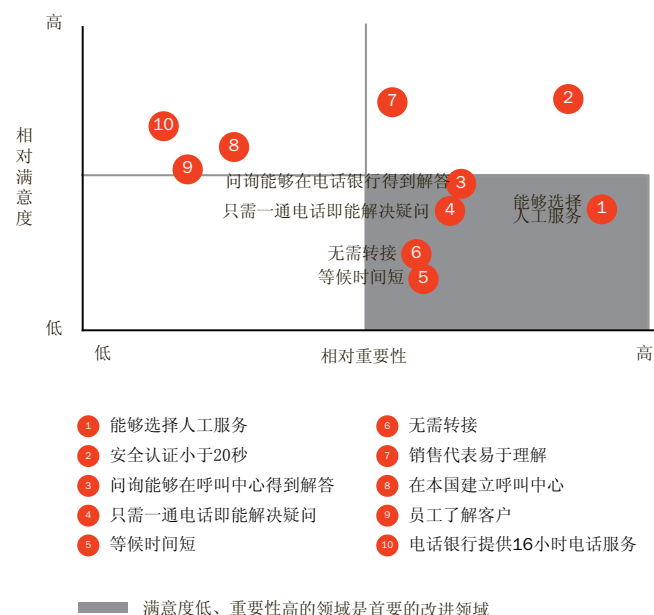 高
10
7
2
8
9
相对满意度
问询能够在电话银行得到解答
3
只需一通电话即能解决疑问
4
能够选择
人工服务
1
无需转接
6
等候时间短
5
低
低
相对重要性
高
1 能够选择人工服务
2 安全认证小于20秒
3 问询能够在呼叫中心得到解答
4 只需一通电话即能解决疑问
5 等候时间短
6 无需转接
7 销售代表易于理解
8 在本国建立呼叫中心
9 员工了解客户
10 电话银行提供16小时电话服务
满意度低、重要性高的领域是首要的改进领域